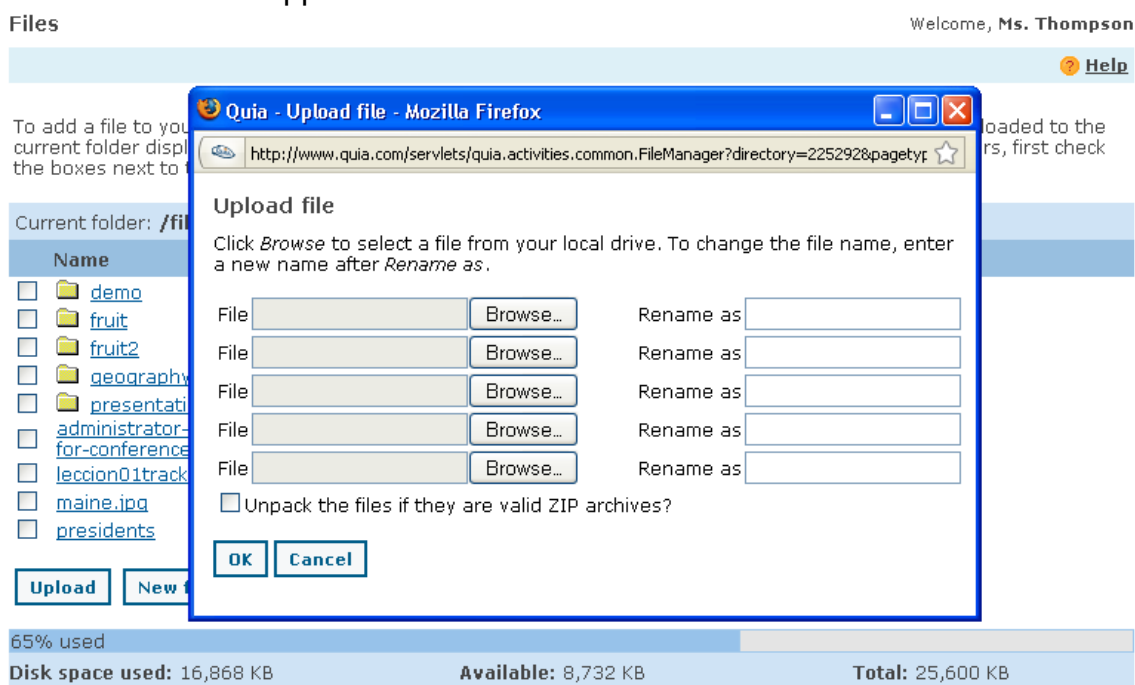 Files
Welcome, Ms. Thompson
Help
To add a file to you
loaded to the
current folder displ
rs, first check
the boxes next to
Current folder: /fil
Name
demo
fruit
fruit2
geography
presentati
administrator-
for-conference
leccion01track
maine.jpg
presidents
Upload
New f
Quia - Upload file - Mozilla Firefox
http://www.quia.com/servlets/quia.activities.common.FileManager?directory=225292&pagetyp
Upload file
Click Browse to select a file from your local drive. To change the file name, enter
a new name after Rename as.
File Browse... Rename as
File Browse... Rename as
File Browse... Rename as
File Browse... Rename as
File Browse... Rename as
Unpack the files if they are valid ZIP archives?
OK Cancel
65% used
Disk space used: 16,868 KB Available: 8,732 KB Total: 25,600 KB